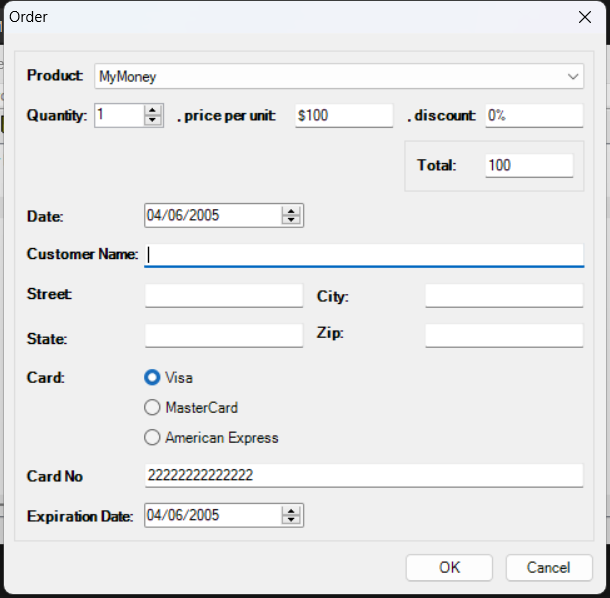 Order
Product: MyMoney
Quantity: 1 . price per unit: $100 . discount: 0%
Total: 100
Date: 04/06/2005
Customer Name:
Street: City:
State: Zip:
Card: Visa
MasterCard
American Express
Card No 22222222222222
Expiration Date: 04/06/2005
OK Cancel